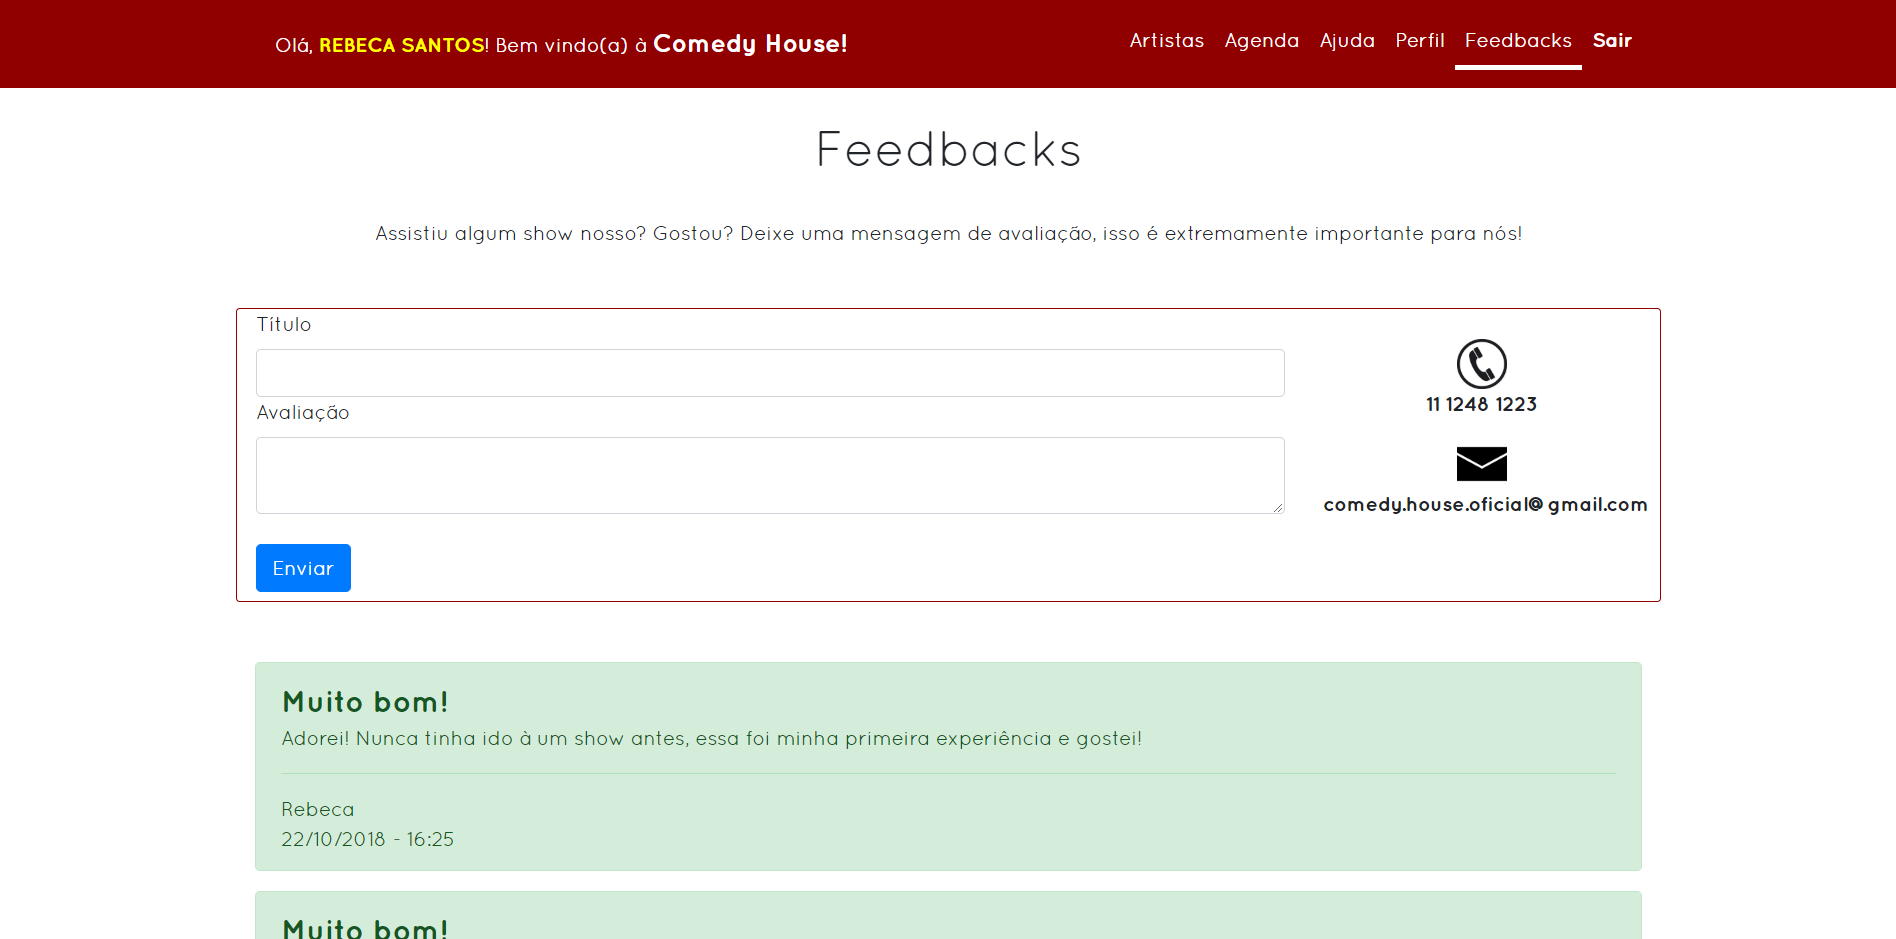 Olá, REBECA SANTOS! Bem vindo(a) à Comedy House!
Artistas Agenda Ajuda Perfil Feedbacks Sair
Feedbacks
Assistiu algum show nosso? Gostou? Deixe uma mensagem de avaliação, isso é extremamente importante para nós!
Título
Avaliação
Enviar
11 1248 1223
comedy.house.oficial@gmail.com
Muito bom!
Adorei! Nunca tinha ido à um show antes, essa foi minha primeira experiência e gostei!
Rebeca
22/10/2018 - 16:25
Muito bom!